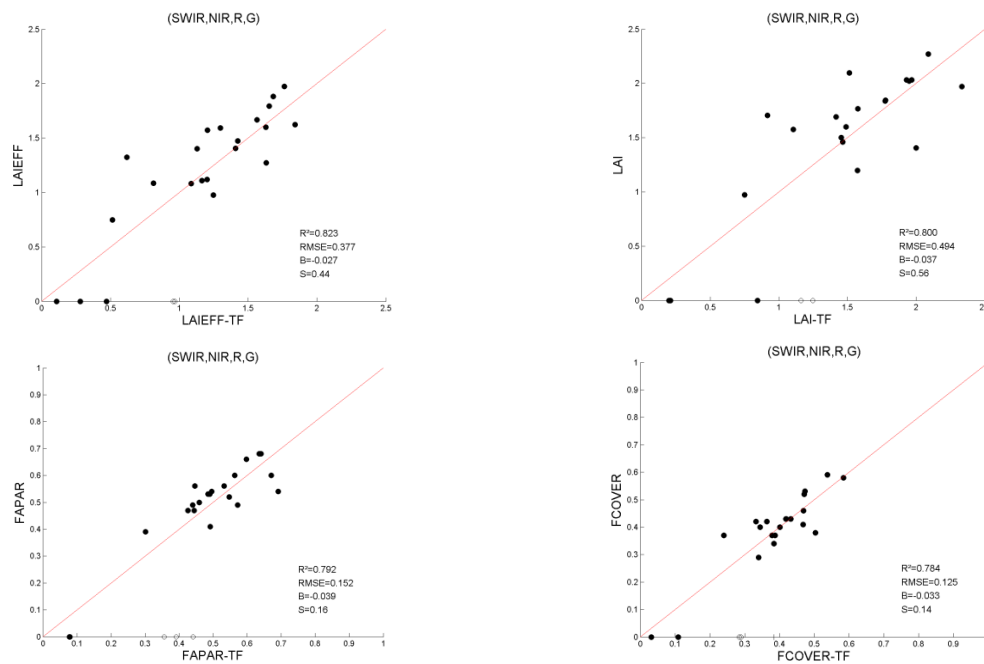 (SWIR,NIR,R,G)
2.5
2
1.5
1
0.5
0
LAIEFF
R²=0.823
RMSE=0.377
B=-0.027
S=0.44
0 0.5 1 1.5 2 2.5
LAIEFF-TF
(SWIR,NIR,R,G)
2.5
2
1.5
1
0.5
0
LAI
R²=0.800
RMSE=0.494
B=-0.037
S=0.56
0 0.5 1 1.5 2
LAI-TF
(SWIR,NIR,R,G)
1
0.9
0.8
0.7
0.6
0.5
0.4
0.3
0.2
0.1
0
FAPAR
R²=0.792
RMSE=0.152
B=-0.039
S=0.16
0 0.1 0.2 0.3 0.4 0.5 0.6 0.7 0.8 0.9 1
FAPAR-TF
(SWIR,NIR,R,G)
1
0.9
0.8
0.7
0.6
0.5
0.4
0.3
0.2
0.1
0
FCOVER
R²=0.784
RMSE=0.125
B=-0.033
S=0.14
0 0.1 0.2 0.3 0.4 0.5 0.6 0.7 0.8 0.9
FCOVER-TF